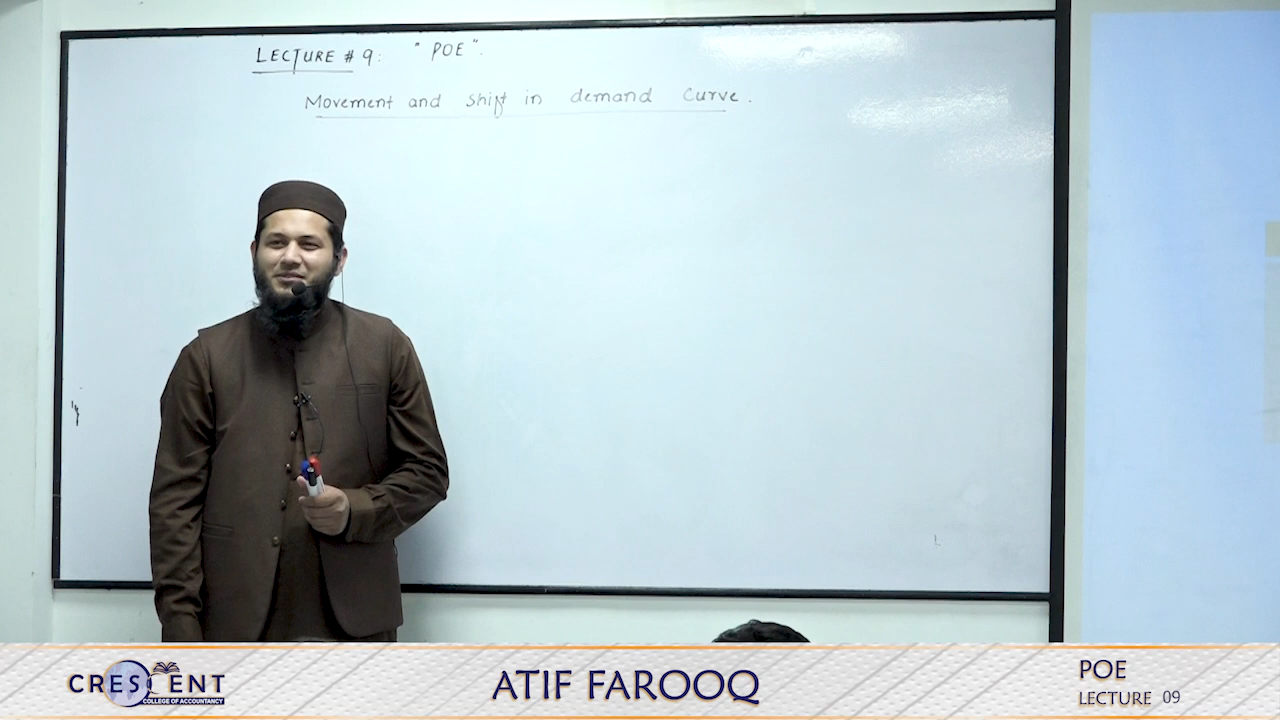 LECTURE # 9: "POE".
Movement and shift in demand curve.
CRESCENT
COLLEGE OF ACCOUNTANCY
ATIF FAROOQ
POE
LECTURE 09